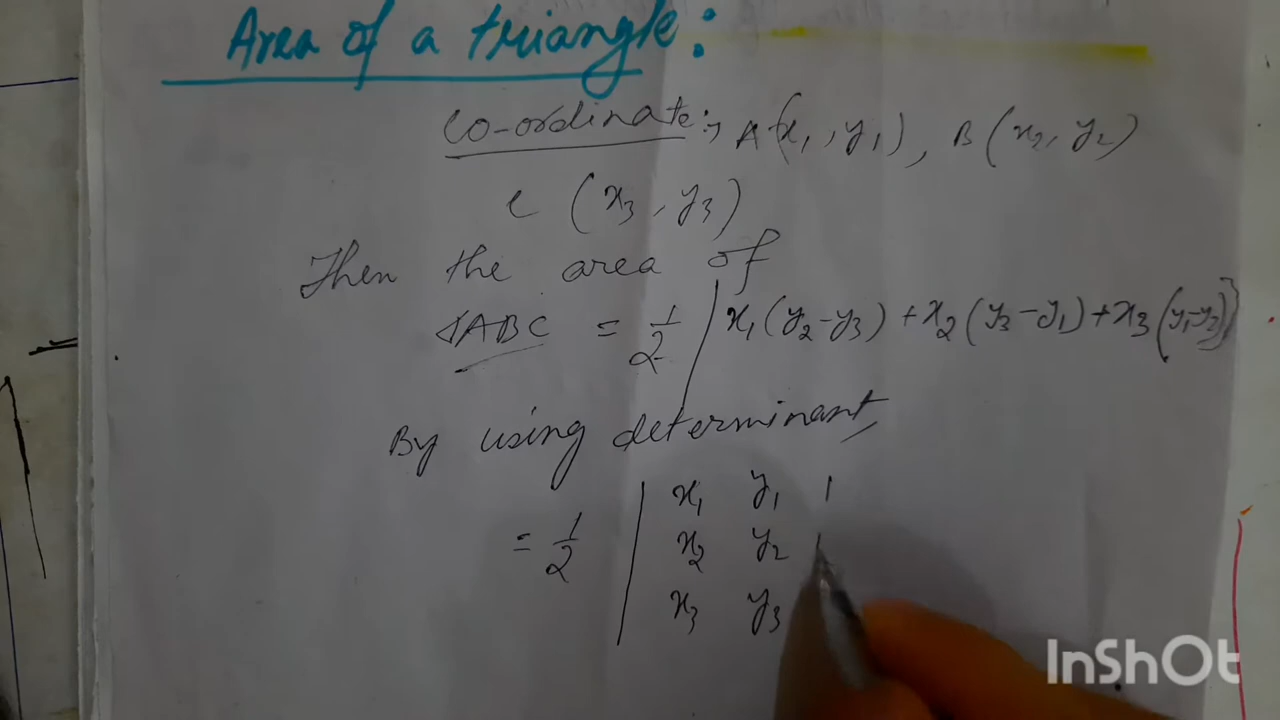 Area of a triangle:
Co-ordinate:, A(x₁, y₁), B(x₂, y₂)
C (x₃, y₃)
Then the area of
△ABC = 1/2 | x₁(y₂-y₃) + x₂(y₃-y₁) + x₃(y₁-y₂)}
By using determinant,
= 1/2 | x₁ y₁ 1
x₂ y₂ 1
x₃ y₃
InShOt